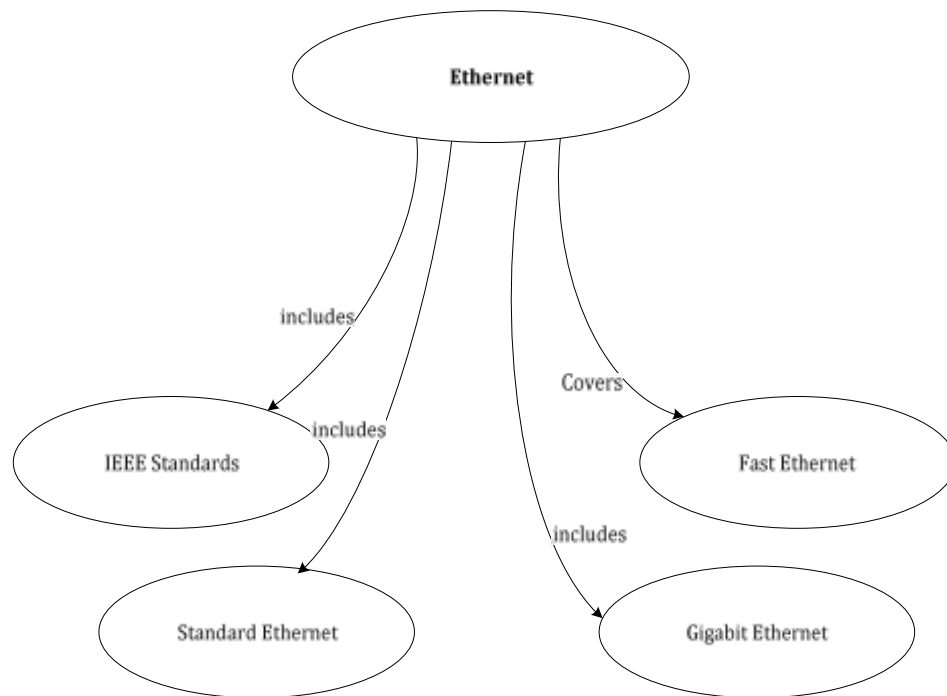 Ethernet
includes
Covers
includes
IEEE Standards
Fast Ethernet
includes
Standard Ethernet
Gigabit Ethernet